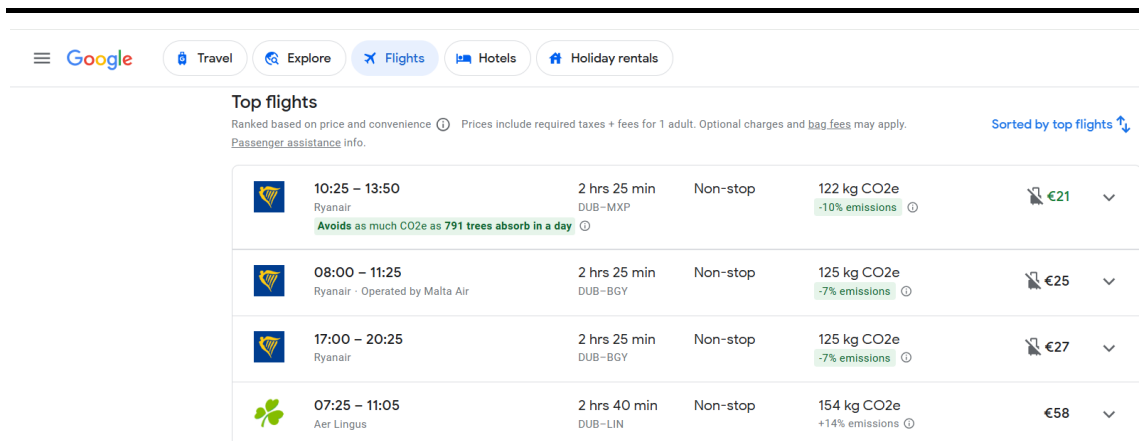 Google
Travel
Explore
Flights
Hotels
Holiday rentals
Top flights
Ranked based on price and convenience Prices include required taxes + fees for 1 adult. Optional charges and bag fees may apply.
Passenger assistance info.
Sorted by top flights
10:25 – 13:50 2 hrs 25 min Non-stop 122 kg CO2e €21
Ryanair DUB–MXP -10% emissions
Avoids as much CO2e as 791 trees absorb in a day
08:00 – 11:25 2 hrs 25 min Non-stop 125 kg CO2e €25
Ryanair · Operated by Malta Air DUB–BGY -7% emissions
17:00 – 20:25 2 hrs 25 min Non-stop 125 kg CO2e €27
Ryanair DUB–BGY -7% emissions
07:25 – 11:05 2 hrs 40 min Non-stop 154 kg CO2e €58
Aer Lingus DUB–LIN +14% emissions